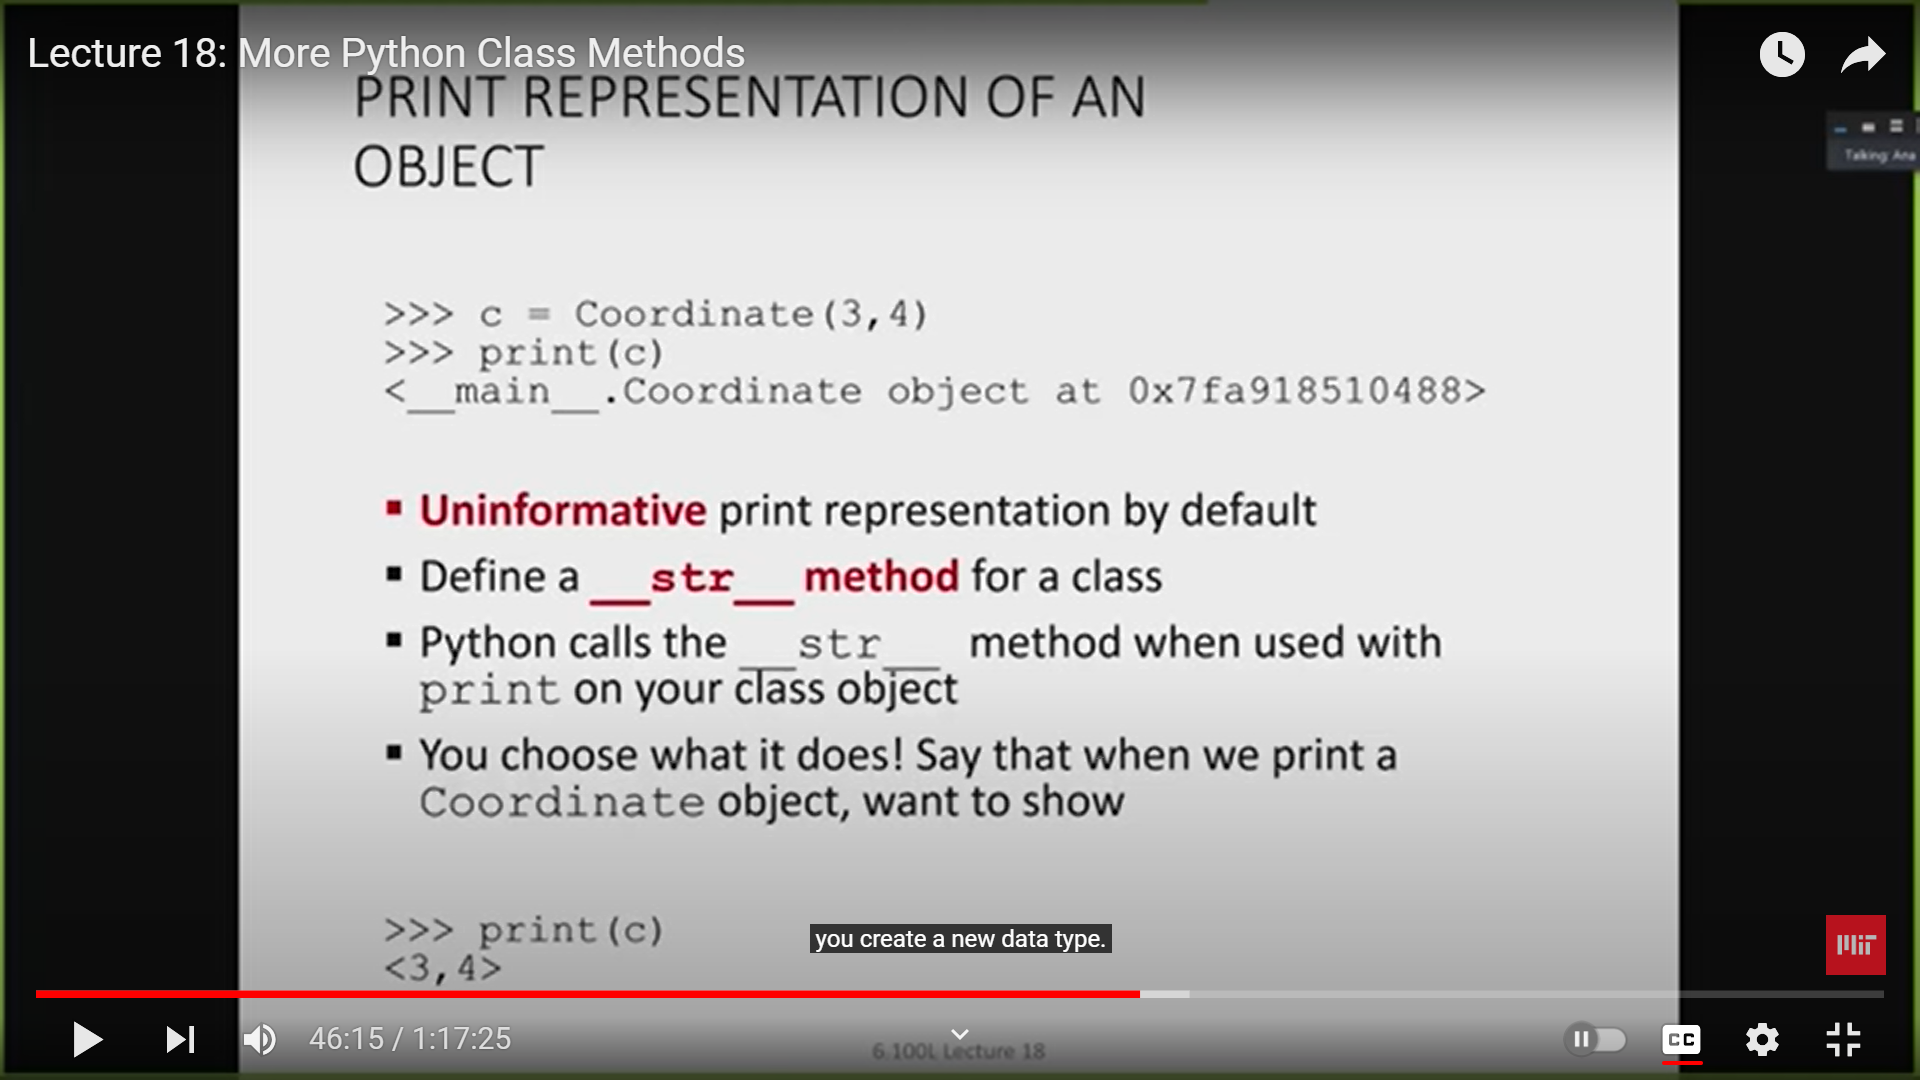 Lecture 18: More Python Class Methods
PRINT REPRESENTATION OF AN
OBJECT
Talking: Ana
>>> c = Coordinate(3,4)
>>> print(c)
<__main__.Coordinate object at 0x7fa918510488>
▪ Uninformative print representation by default
▪ Define a __str__ method for a class
▪ Python calls the __str__ method when used with
print on your class object
▪ You choose what it does! Say that when we print a
Coordinate object, want to show
>>> print(c)
<3,4>
you create a new data type.
MIT
46:15 / 1:17:25
CC
6.100L Lecture 18